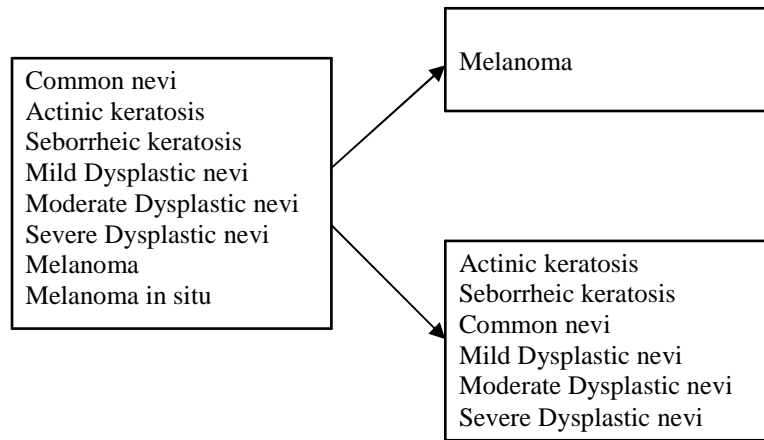 Common nevi
Actinic keratosis
Seborrheic keratosis
Mild Dysplastic nevi
Moderate Dysplastic nevi
Severe Dysplastic nevi
Melanoma
Melanoma in situ
Melanoma
Actinic keratosis
Seborrheic keratosis
Common nevi
Mild Dysplastic nevi
Moderate Dysplastic nevi
Severe Dysplastic nevi